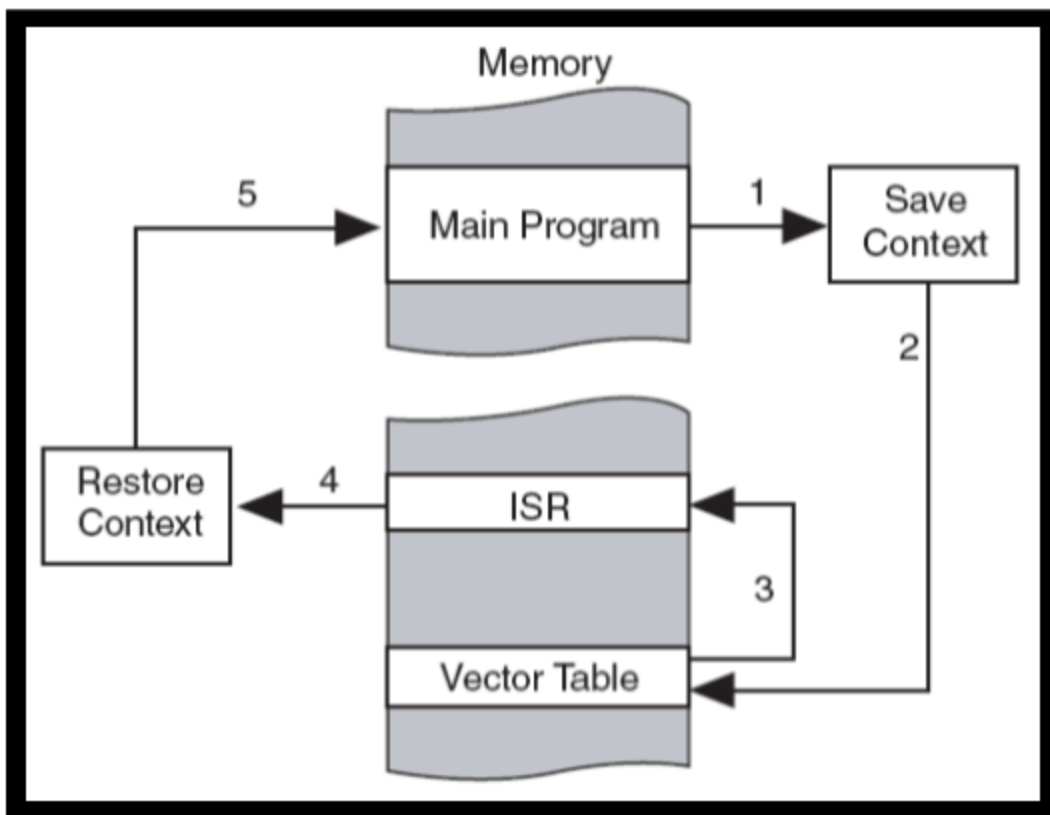 Memory
5
Main Program
1
Save
Context
2
Restore
Context
4
ISR
3
Vector Table